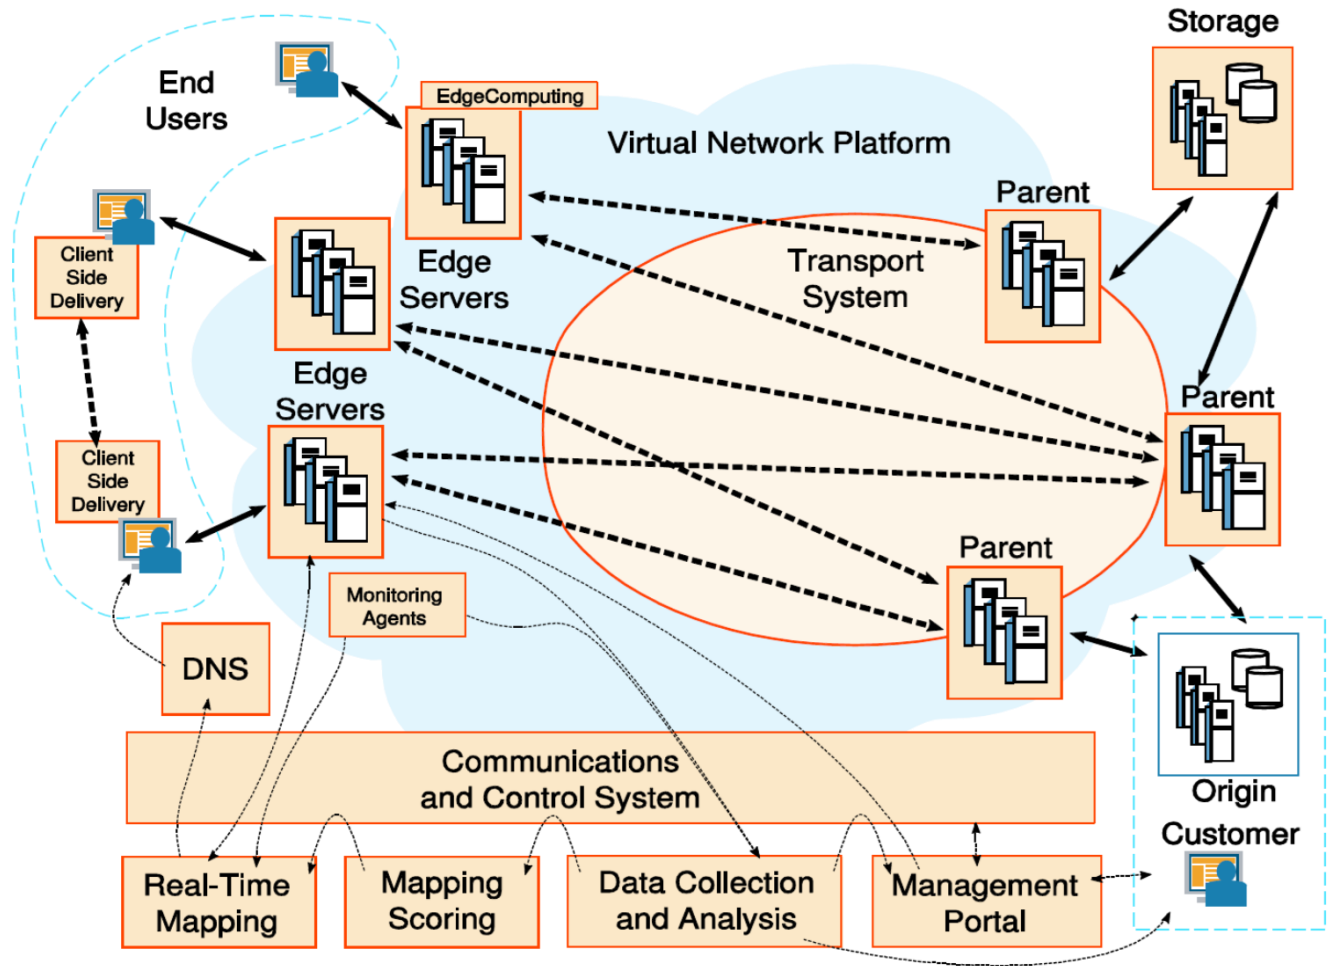 Storage
End
Users
EdgeComputing
Virtual Network Platform
Parent
Client
Side
Delivery
Edge
Servers
Transport
System
Edge
Servers
Parent
Client
Side
Delivery
Parent
Monitoring
Agents
DNS
Communications
and Control System
Origin
Customer
Real-Time
Mapping
Mapping
Scoring
Data Collection
and Analysis
Management
Portal